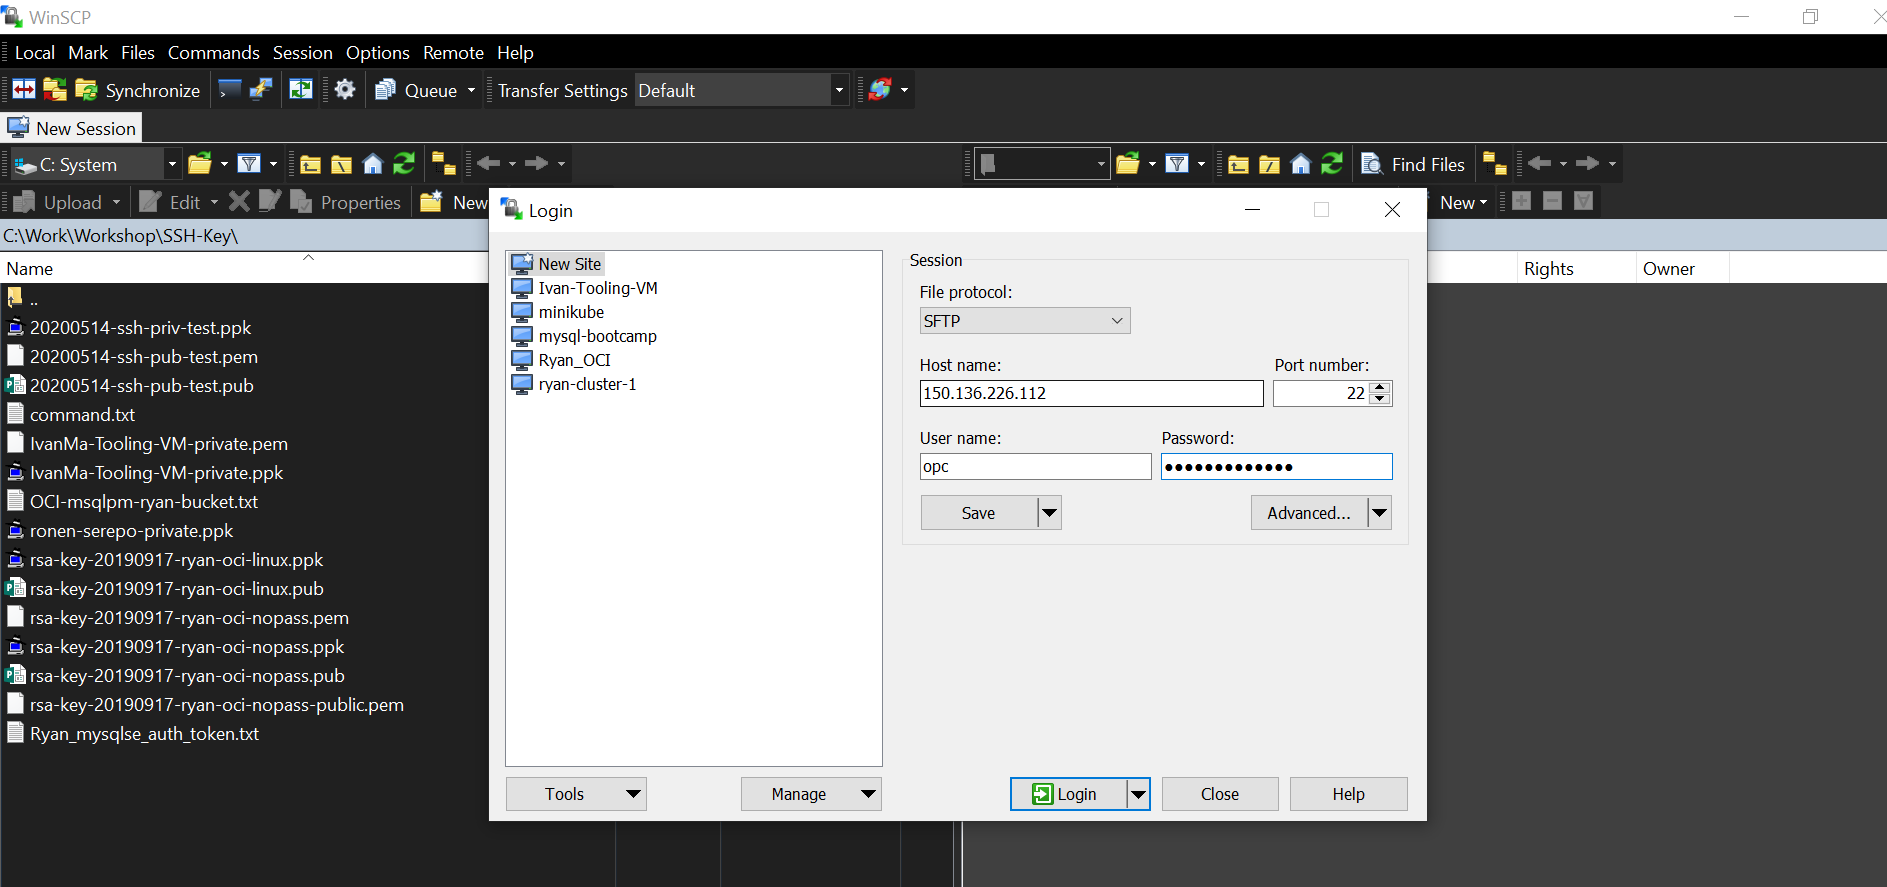 WinSCP
Local Mark Files Commands Session Options Remote Help
Synchronize Queue Transfer Settings Default
New Session
C: System Find Files
Upload Edit Properties New New
C:\Work\Workshop\SSH-Key\
Name Rights Owner
..
20200514-ssh-priv-test.ppk
20200514-ssh-pub-test.pem
20200514-ssh-pub-test.pub
command.txt
IvanMa-Tooling-VM-private.pem
IvanMa-Tooling-VM-private.ppk
OCI-msqlpm-ryan-bucket.txt
ronen-serepo-private.ppk
rsa-key-20190917-ryan-oci-linux.ppk
rsa-key-20190917-ryan-oci-linux.pub
rsa-key-20190917-ryan-oci-nopass.pem
rsa-key-20190917-ryan-oci-nopass.ppk
rsa-key-20190917-ryan-oci-nopass.pub
rsa-key-20190917-ryan-oci-nopass-public.pem
Ryan_mysqlse_auth_token.txt
Login
New Site
Ivan-Tooling-VM
minikube
mysql-bootcamp
Ryan_OCI
ryan-cluster-1
Session
File protocol:
SFTP
Host name: Port number:
150.136.226.112 22
User name: Password:
opc ●●●●●●●●●●●●●
Save Advanced...
Tools Manage Login Close Help